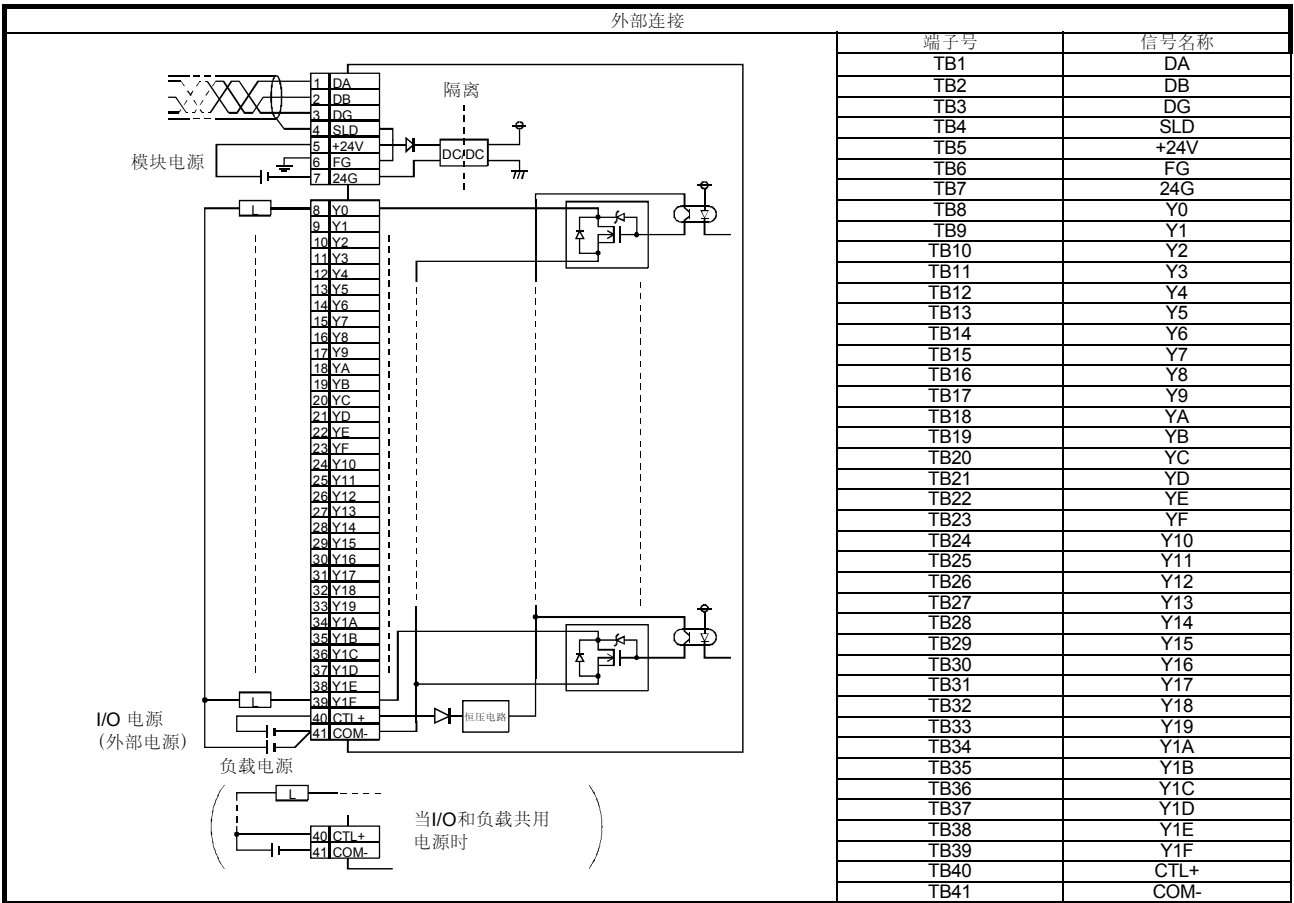 外部连接
1 DA
2 DB
3 DG
4 SLD
5 +24V
6 FG
7 24G
模块电源
隔离
DC/DC
L
8 Y0
9 Y1
10 Y2
11 Y3
12 Y4
13 Y5
14 Y6
15 Y7
16 Y8
17 Y9
18 YA
19 YB
20 YC
21 YD
22 YE
23 YF
24 Y10
25 Y11
26 Y12
27 Y13
28 Y14
29 Y15
30 Y16
31 Y17
32 Y18
33 Y19
34 Y1A
35 Y1B
36 Y1C
37 Y1D
38 Y1E
L
39 Y1F
40 CTL+
41 COM-
恒压电路
I/O 电源
(外部电源)
负载电源
L
40 CTL+
41 COM-
当I/O和负载共用
电源时
端子号 信号名称
TB1 DA
TB2 DB
TB3 DG
TB4 SLD
TB5 +24V
TB6 FG
TB7 24G
TB8 Y0
TB9 Y1
TB10 Y2
TB11 Y3
TB12 Y4
TB13 Y5
TB14 Y6
TB15 Y7
TB16 Y8
TB17 Y9
TB18 YA
TB19 YB
TB20 YC
TB21 YD
TB22 YE
TB23 YF
TB24 Y10
TB25 Y11
TB26 Y12
TB27 Y13
TB28 Y14
TB29 Y15
TB30 Y16
TB31 Y17
TB32 Y18
TB33 Y19
TB34 Y1A
TB35 Y1B
TB36 Y1C
TB37 Y1D
TB38 Y1E
TB39 Y1F
TB40 CTL+
TB41 COM-